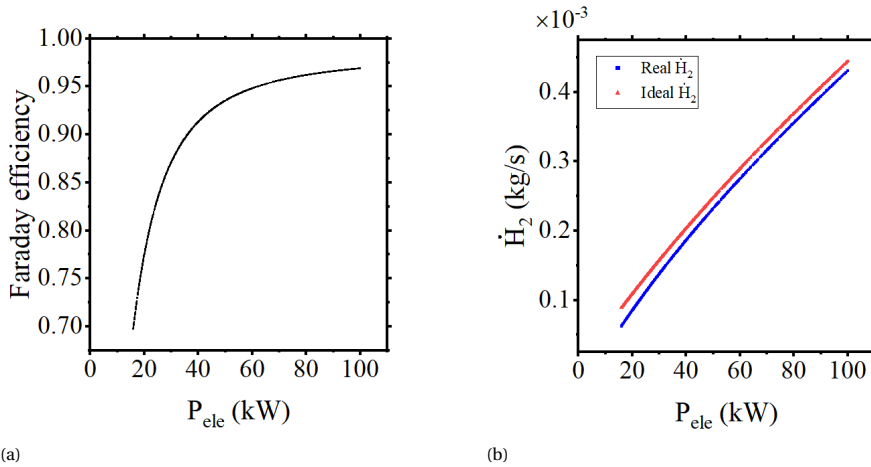 1.00
0.95
0.90
0.85
0.80
0.75
0.70
0 20 40 60 80 100
Faraday efficiency
P_ele (kW)
(a)
×10⁻³
Real Ḣ₂
Ideal Ḣ₂
0.4
0.3
0.2
0.1
20 40 60 80 100
Ḣ₂ (kg/s)
P_ele (kW)
(b)